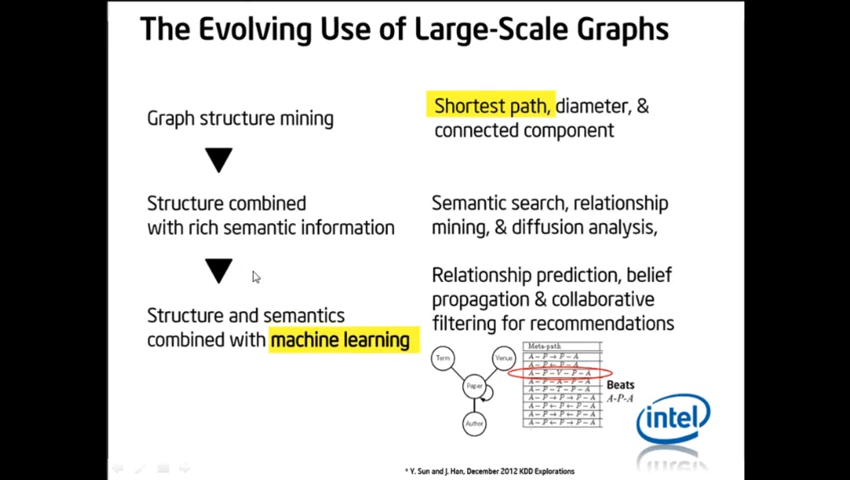 The Evolving Use of Large-Scale Graphs
Graph structure mining
Shortest path, diameter, &
connected component
Structure combined
with rich semantic information
Semantic search, relationship
mining, & diffusion analysis,
Structure and semantics
combined with machine learning
Relationship prediction, belief
propagation & collaborative
filtering for recommendations
Term
Venue
Paper
Author
Meta-path
A – P → P – A
A – P ← P – A
A – P – V – P – A
A – P – A – P – A
A – P – T – P – A
A – P → P → P – A
A – P ← P ← P – A
A – P → P ← P – A
A – P ← P → P – A
Beats
A-P-A
intel
* Y. Sun and J. Han, December 2012 KDD Explorations